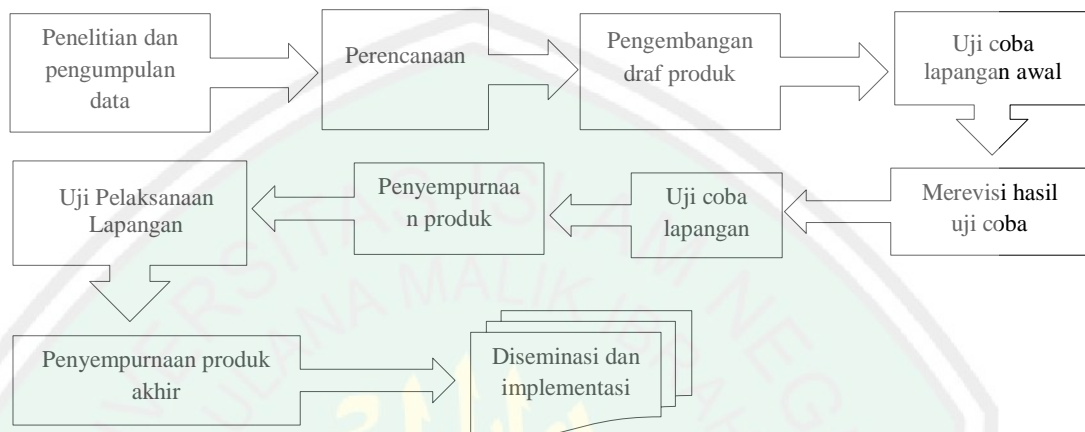 Penelitian dan
pengumpulan
data
Perencanaan
Pengembangan
draf produk
Uji coba
lapangan awal
Merevisi hasil
uji coba
Uji coba
lapangan
Penyempurnaa
n produk
Uji Pelaksanaan
Lapangan
Penyempurnaan produk
akhir
Diseminasi dan
implementasi